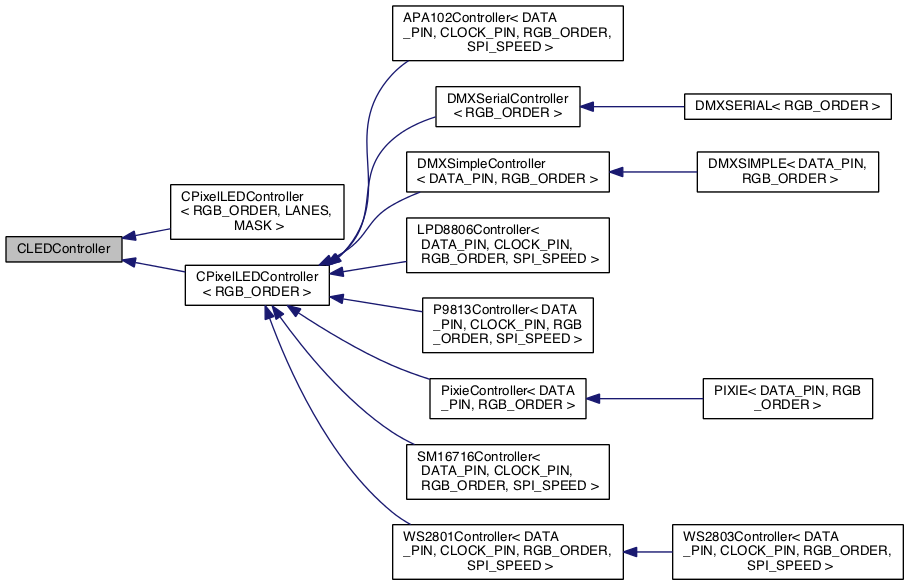 APA102Controller< DATA
_PIN, CLOCK_PIN, RGB_ORDER,
SPI_SPEED >
DMXSerialController
< RGB_ORDER >
DMXSERIAL< RGB_ORDER >
DMXSimpleController
< DATA_PIN, RGB_ORDER >
DMXSIMPLE< DATA_PIN,
RGB_ORDER >
CPixelLEDController
< RGB_ORDER, LANES,
MASK >
LPD8806Controller<
DATA_PIN, CLOCK_PIN,
RGB_ORDER, SPI_SPEED >
CLEDController
CPixelLEDController
< RGB_ORDER >
P9813Controller< DATA
_PIN, CLOCK_PIN, RGB
_ORDER, SPI_SPEED >
PixieController< DATA
_PIN, RGB_ORDER >
PIXIE< DATA_PIN, RGB
_ORDER >
SM16716Controller<
DATA_PIN, CLOCK_PIN,
RGB_ORDER, SPI_SPEED >
WS2801Controller< DATA
_PIN, CLOCK_PIN, RGB_ORDER,
SPI_SPEED >
WS2803Controller< DATA
_PIN, CLOCK_PIN, RGB_ORDER,
SPI_SPEED >